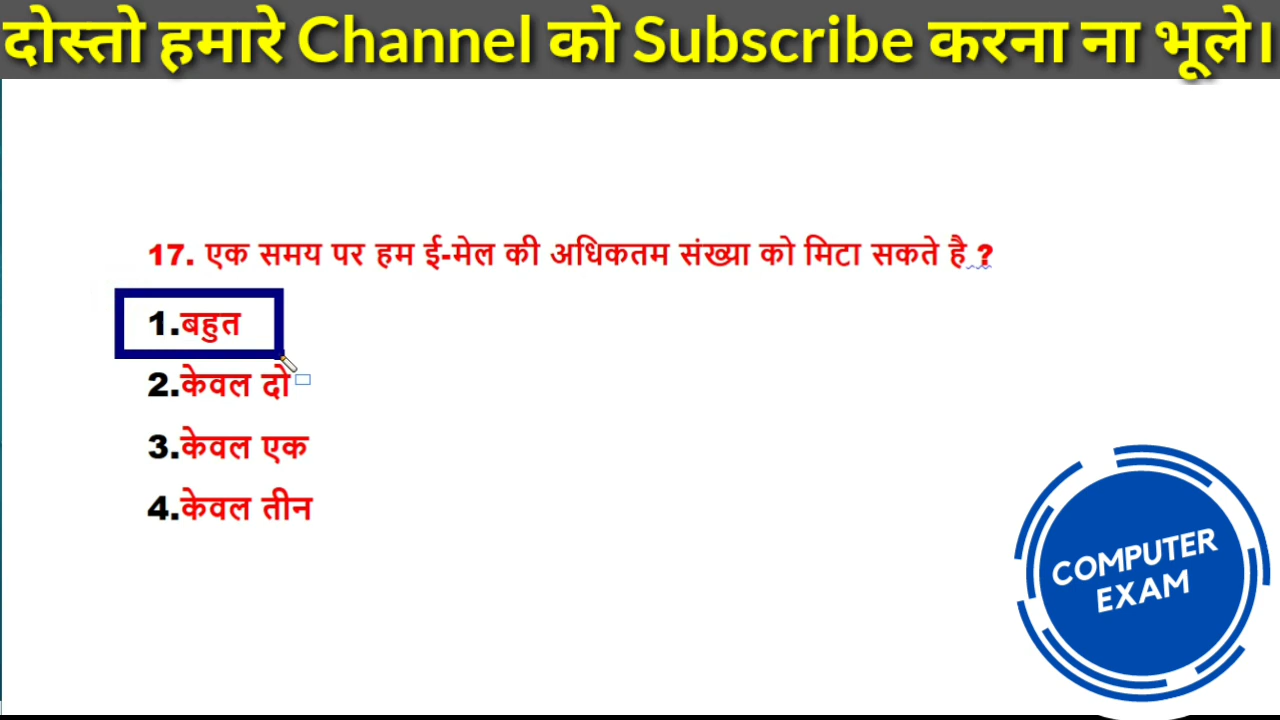 दोस्तो हमारे Channel को Subscribe करना ना भूले।
17. एक समय पर हम ई-मेल की अधिकतम संख्या को मिटा सकते है ?
1.बहुत
2.केवल दो
3.केवल एक
4.केवल तीन
COMPUTER
EXAM